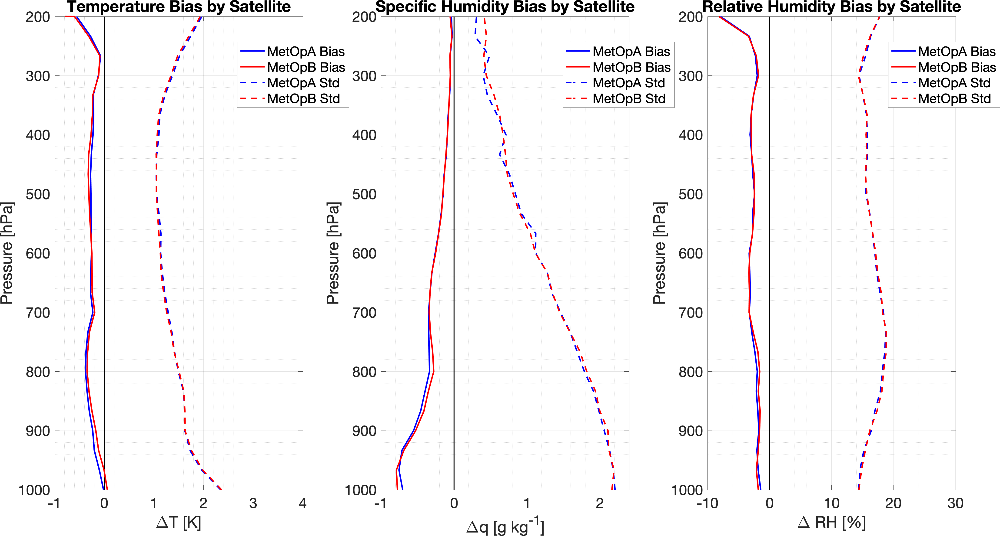 Temperature Bias by Satellite
200
300
400
500
600
700
800
900
1000
Pressure [hPa]
-1 0 1 2 3 4
ΔT [K]
MetOpA Bias
MetOpB Bias
MetOpA Std
MetOpB Std
Specific Humidity Bias by Satellite
200
300
400
500
600
700
800
900
1000
Pressure [hPa]
-1 0 1 2
Δq [g kg⁻¹]
MetOpA Bias
MetOpB Bias
MetOpA Std
MetOpB Std
Relative Humidity Bias by Satellite
200
300
400
500
600
700
800
900
1000
Pressure [hPa]
-10 0 10 20 30
Δ RH [%]
MetOpA Bias
MetOpB Bias
MetOpA Std
MetOpB Std